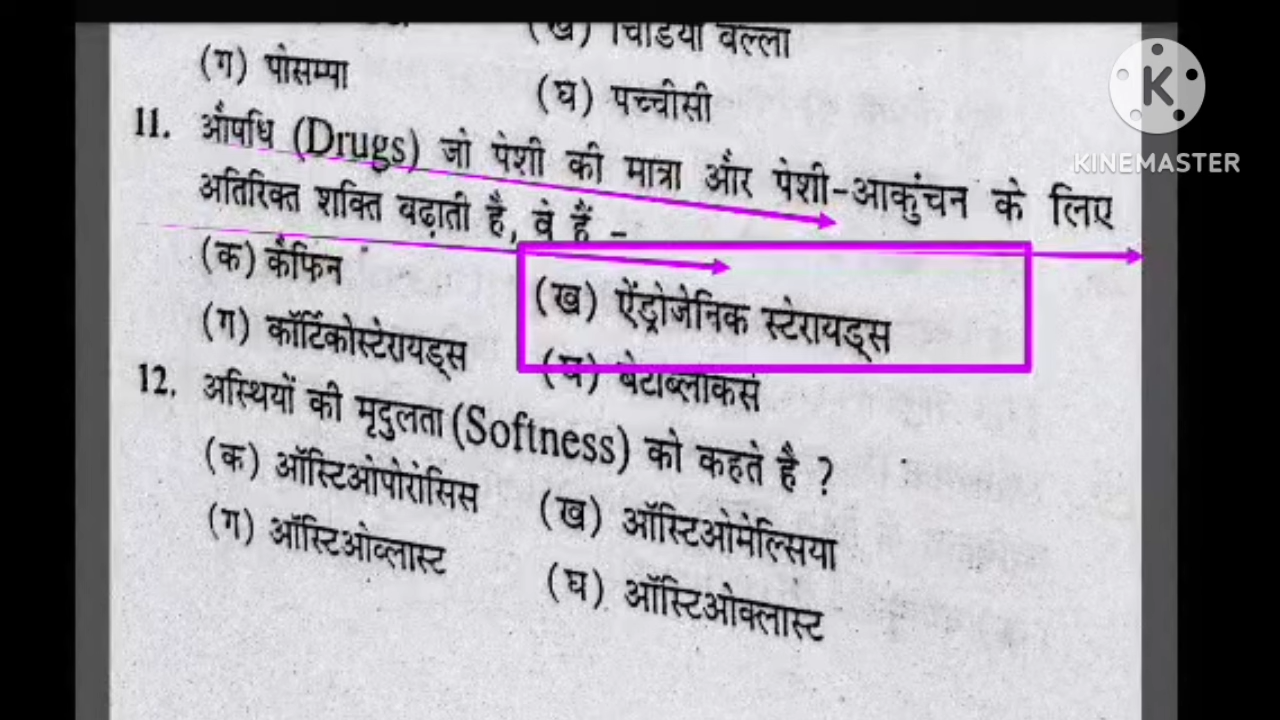 (ख) चिडिया बल्ला
(ग) पोसम्पा
(घ) पच्चीसी
11. औषधि (Drugs) जो पेशी की मात्रा और पेशी-आकुंचन के लिए
अतिरिक्त शक्ति बढ़ाती है, वे हैं -
(क) कैफिन
(ख) ऐंड्रोजेनिक स्टेरायड्स
(ग) कॉर्टिकोस्टेरायड्स
(घ) बेटाब्लाकर्स
12. अस्थियों की मृदुलता (Softness) को कहते है ?
(क) ऑस्टिओपोरोसिस
(ख) ऑस्टिओमेल्सिया
(ग) ऑस्टिओब्लास्ट
(घ) ऑस्टिओक्लास्ट
K
KINEMASTER